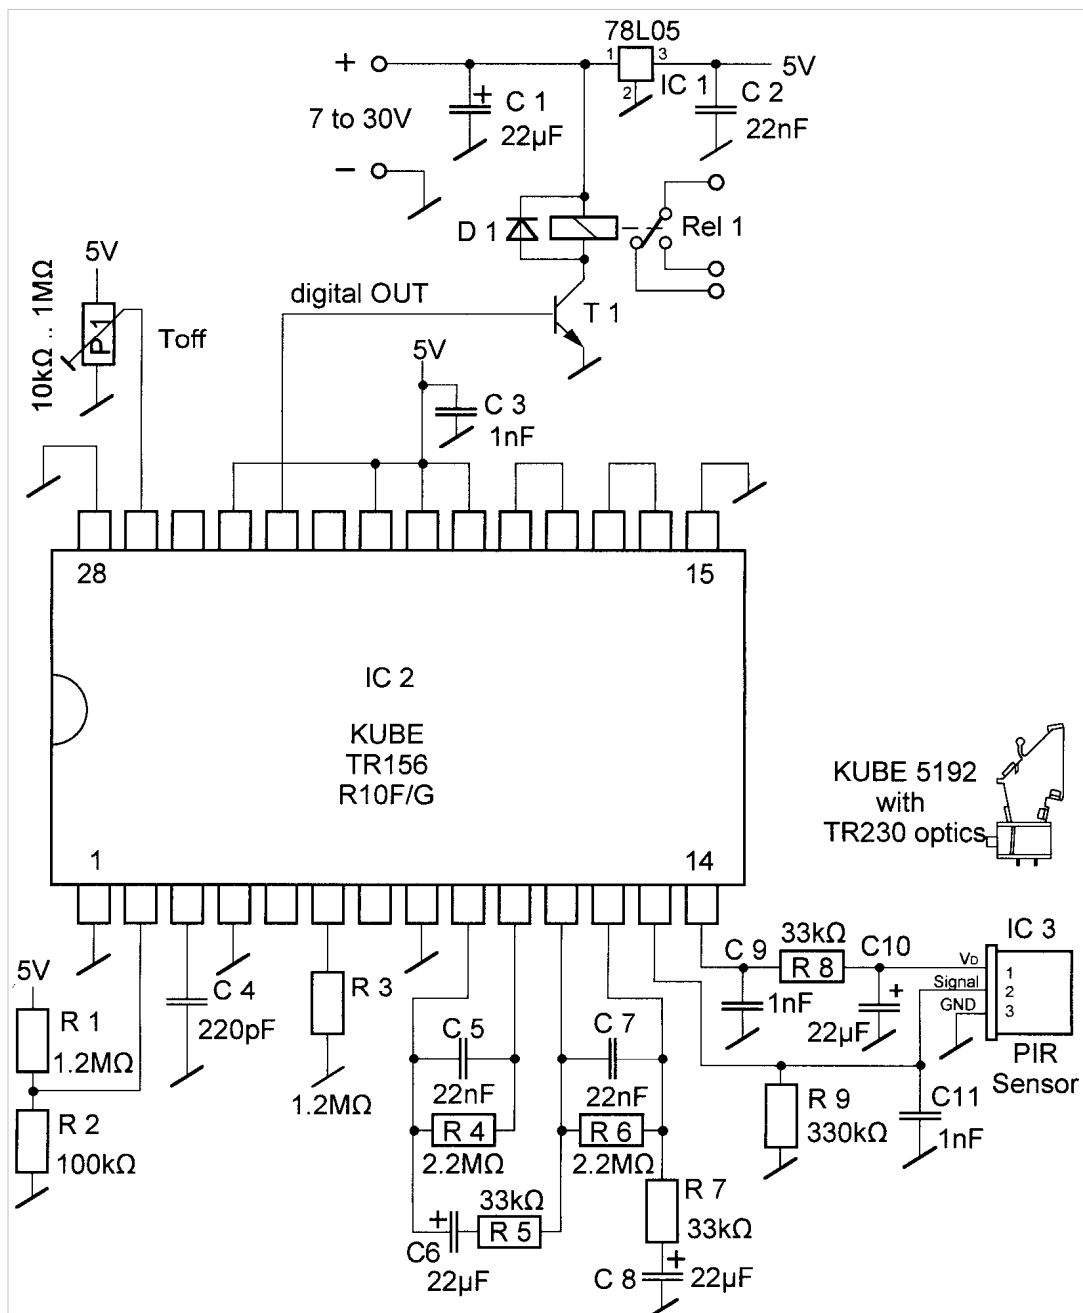 78L05
1
3
+
IC 1
5V
2
C 1
+
22µF
C 2
22nF
7 to 30V
−
D 1
Rel 1
5V
10kΩ .. 1MΩ
P1
Toff
digital OUT
T 1
5V
C 3
1nF
28
15
IC 2
KUBE
TR156
R10F/G
KUBE 5192
with
TR230 optics
1
14
5V
R 1
1.2MΩ
R 2
100kΩ
C 4
220pF
R 3
1.2MΩ
C 5
22nF
R 4
2.2MΩ
C 7
22nF
R 6
2.2MΩ
33kΩ
R 5
+
C6
22µF
R 7
33kΩ
+
C 8
22µF
C 9
1nF
33kΩ
R 8
C10
+
22µF
IC 3
VD
1
Signal
2
GND
3
PIR
Sensor
R 9
330kΩ
C11
1nF